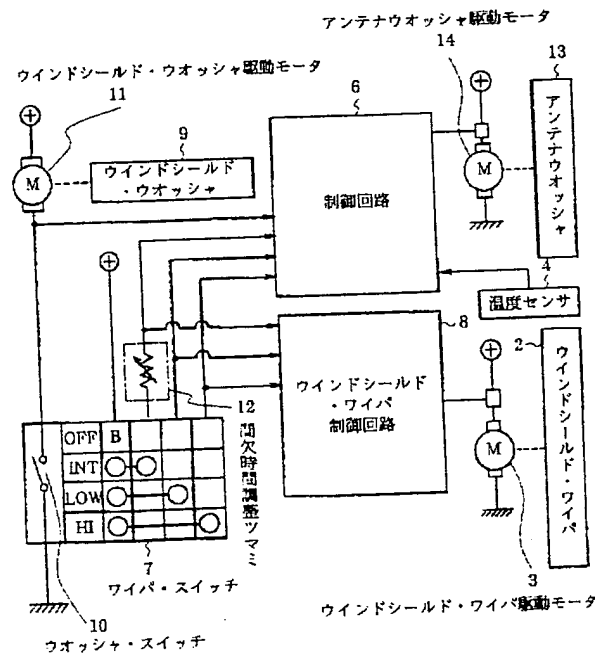 アンテナウオッシャ駆動モータ
14
13
ウインドシールド・ウオッシャ駆動モータ
11
6
9
M
ウインドシールド
・ウオッシャ
制御回路
M
アンテナウオッシャ
4
温度センサ
8
2
ウインドシールド
・ワイパ
制御回路
M
ウインドシールド・ワイパ
12
間欠時間調整ツマミ
OFF B
INT
LOW
HI
7
ワイパ・スイッチ
3
10
ウオッシャ・スイッチ
ウインドシールド・ワイパ駆動モータ